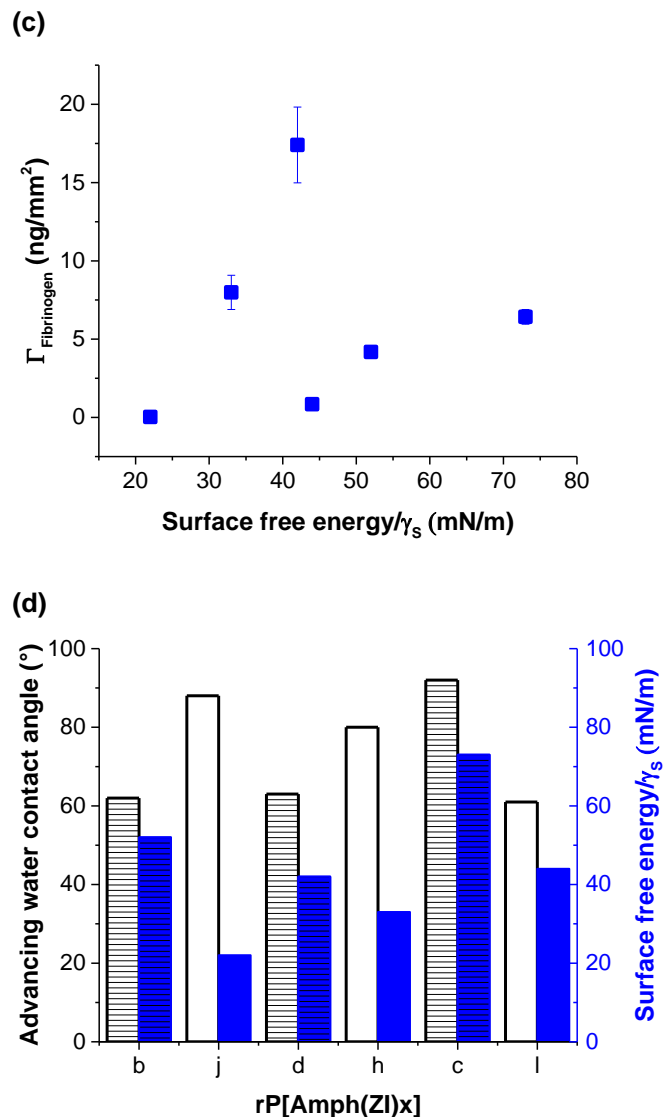 (c)
20
15
10
5
0
Γ Fibrinogen (ng/mm²)
20 30 40 50 60 70 80
Surface free energy/γS (mN/m)
(d)
100
80
60
40
20
0
Advancing water contact angle (°)
100
80
60
40
20
0
Surface free energy/γS (mN/m)
b j d h c l
rP[Amph(ZI)x]